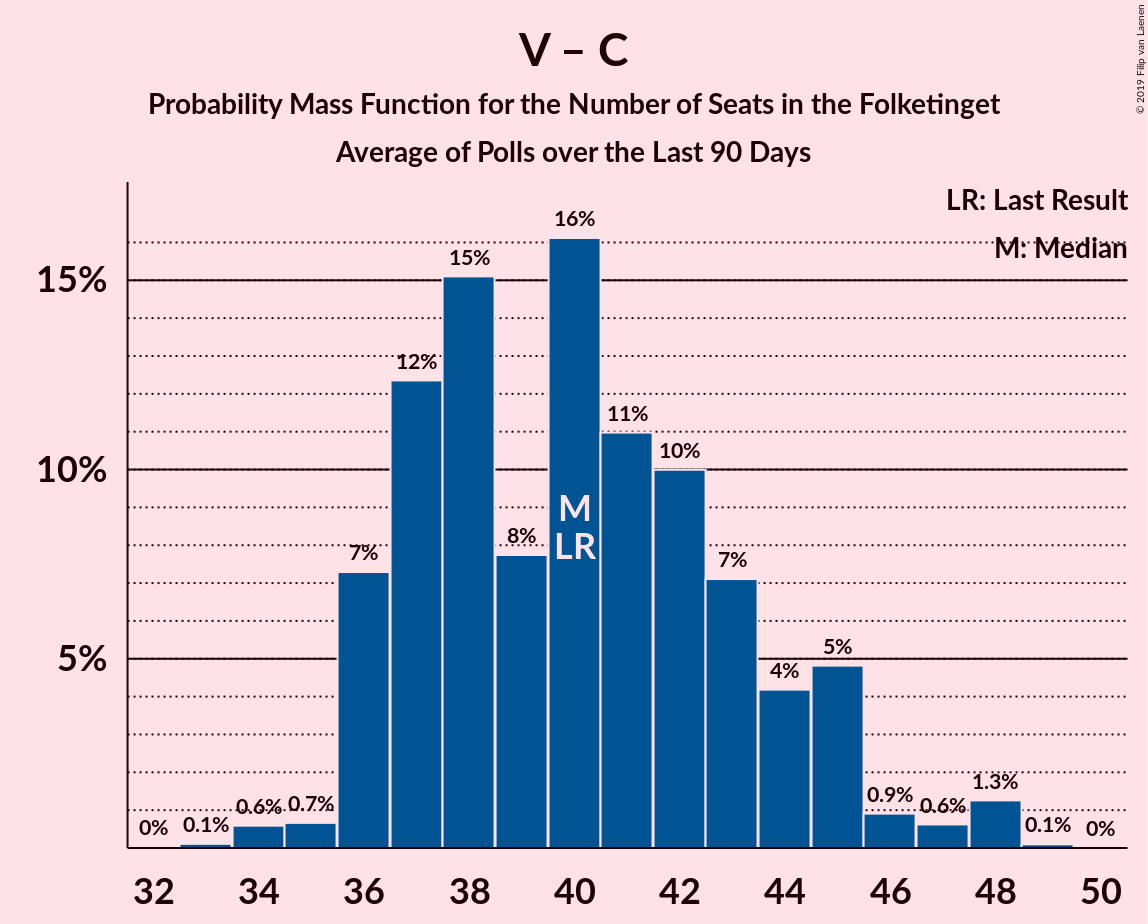 V – C
Probability Mass Function for the Number of Seats in the Folketinget
Average of Polls over the Last 90 Days
© 2019 Filip van Laenen
LR: Last Result
M: Median
15%
10%
5%
0%
0.1%
0.6%
0.7%
7%
12%
15%
8%
16%
11%
10%
7%
4%
5%
0.9%
0.6%
1.3%
0.1%
0%
M
LR
32 34 36 38 40 42 44 46 48 50